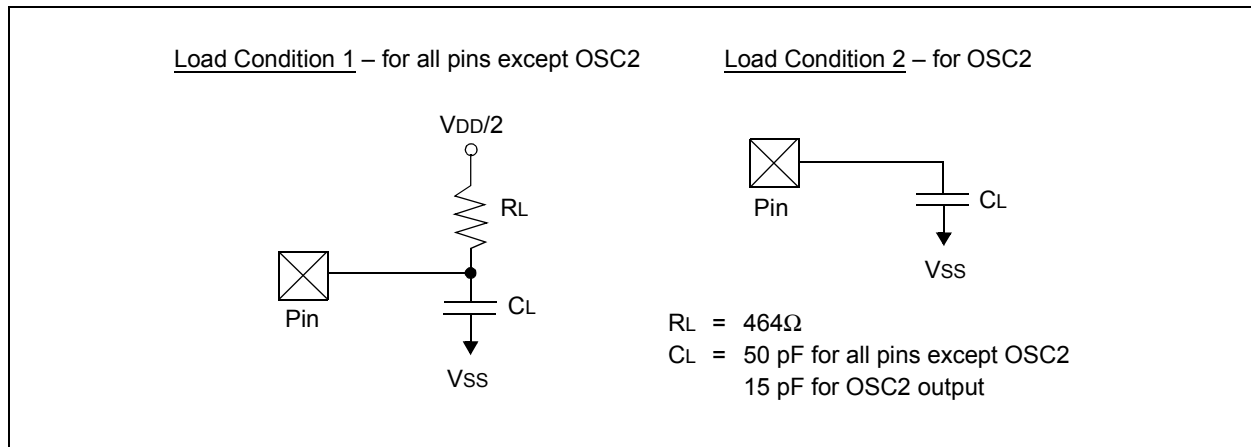 Load Condition 1 – for all pins except OSC2
VDD/2
RL
Pin
CL
VSS
Load Condition 2 – for OSC2
Pin
CL
VSS
RL = 464Ω
CL = 50 pF for all pins except OSC2
15 pF for OSC2 output